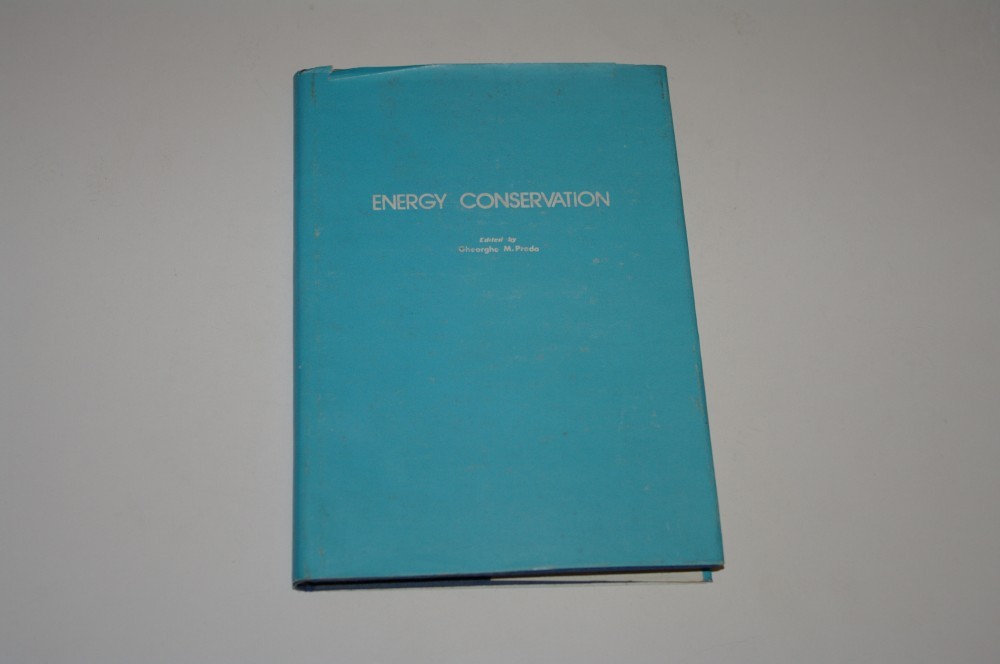 ENERGY CONSERVATION
Edited by
Gheorghe M. Preda